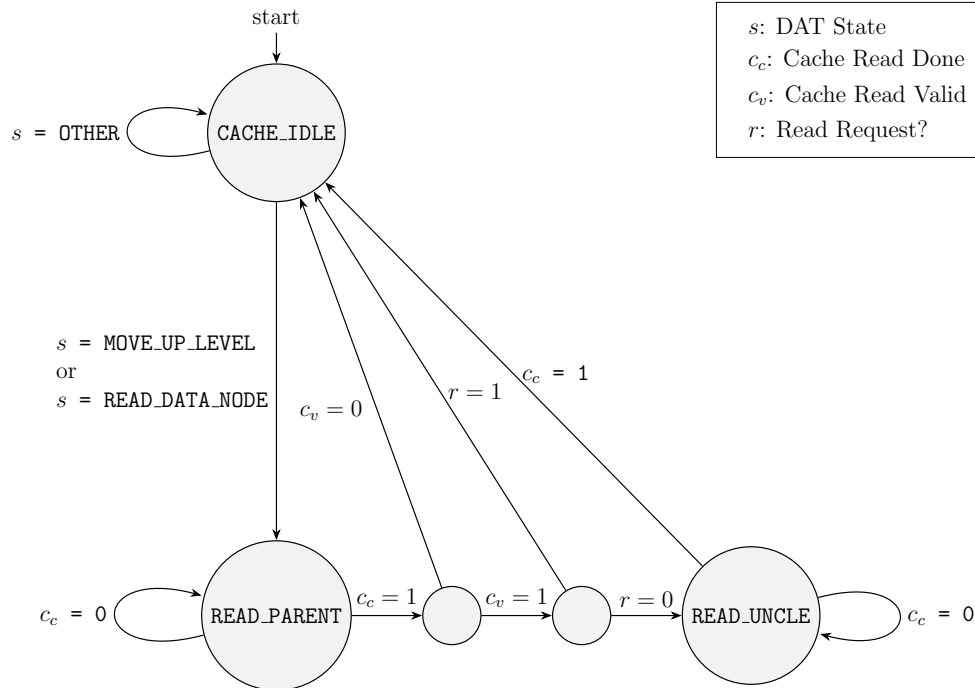 start
s: DAT State
c_c: Cache Read Done
c_v: Cache Read Valid
r: Read Request?
s = OTHER
CACHE_IDLE
s = MOVE_UP_LEVEL
or
s = READ_DATA_NODE
c_v = 0
r = 1
c_c = 1
c_c = 0
READ_PARENT
c_c = 1
c_v = 1
r = 0
READ_UNCLE
c_c = 0